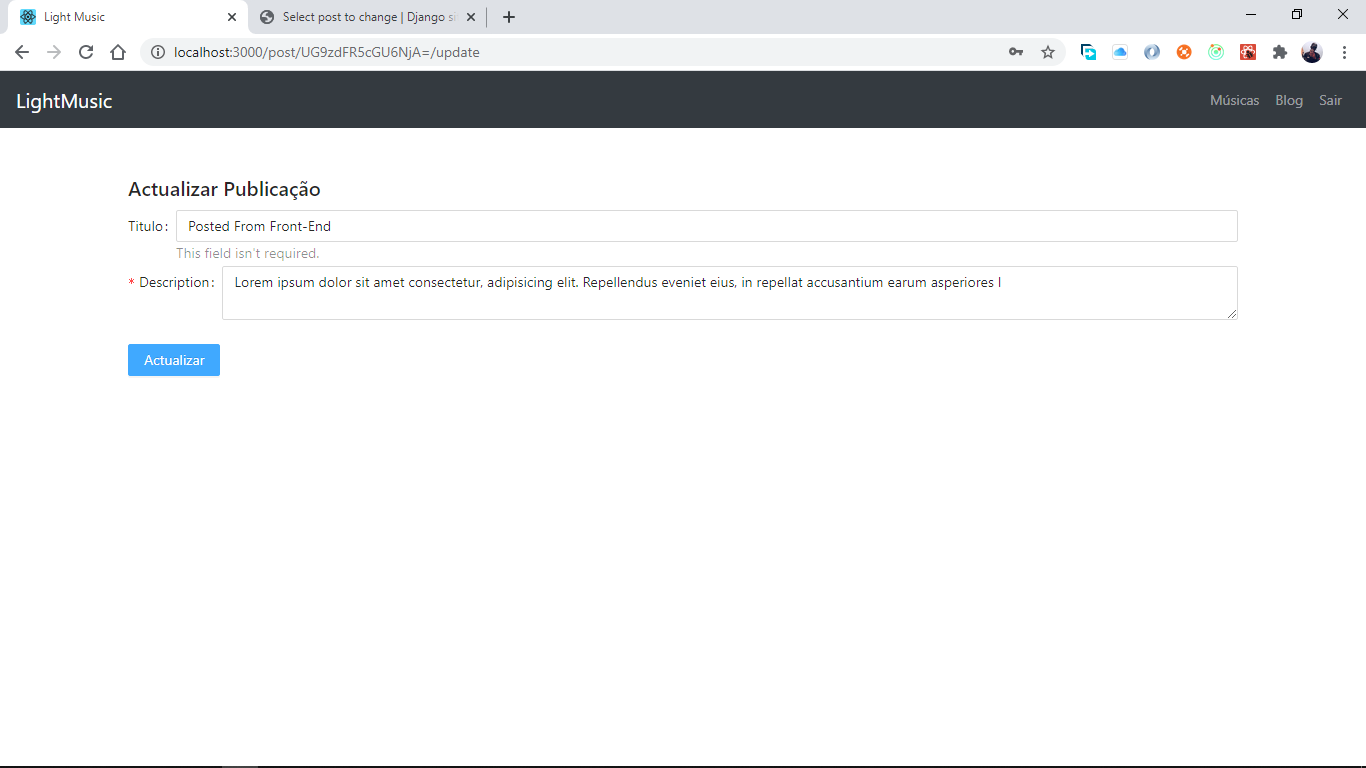 Light Music
Select post to change | Django si
localhost:3000/post/UG9zdFR5cGU6NjA=/update
LightMusic
Músicas Blog Sair
Actualizar Publicação
Titulo: Posted From Front-End
This field isn't required.
* Description: Lorem ipsum dolor sit amet consectetur, adipisicing elit. Repellendus eveniet eius, in repellat accusantium earum asperiores l
Actualizar